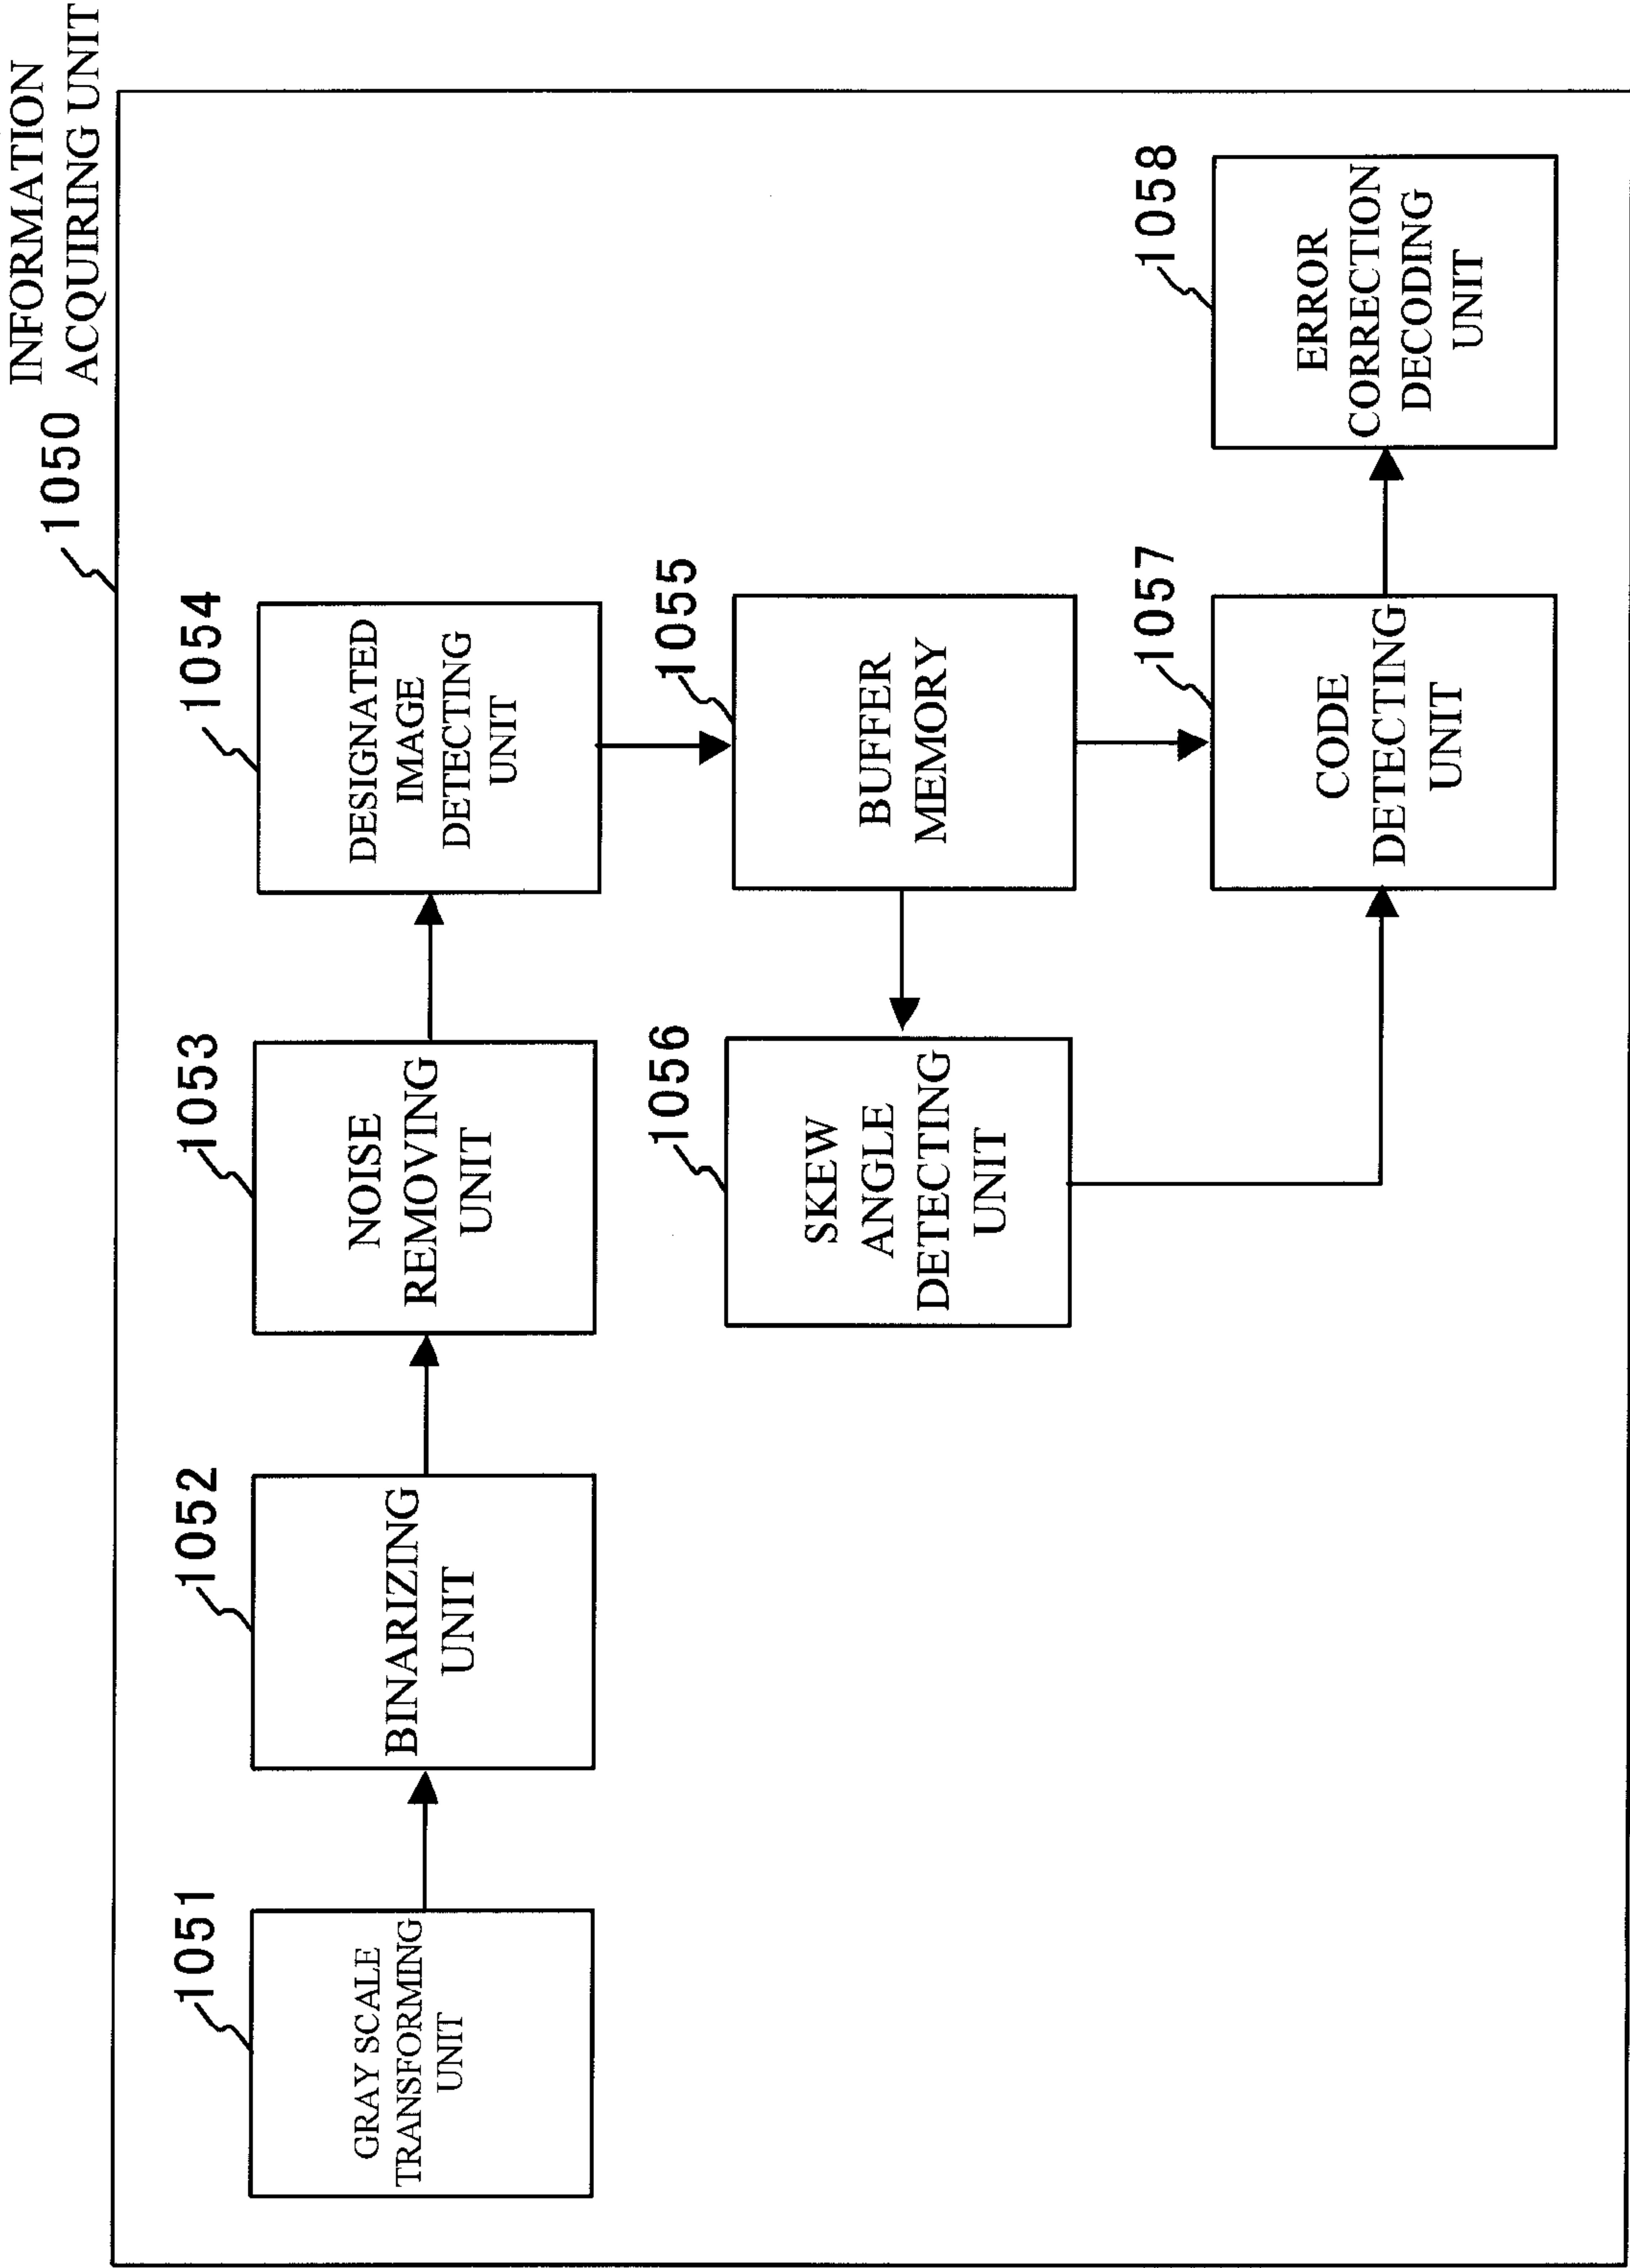 INFORMATION
ACQUIRING UNIT
1050
1051
GRAY SCALE
TRANSFORMING
UNIT
1052
BINARIZING
UNIT
1053
NOISE
REMOVING
UNIT
1054
DESIGNATED
IMAGE
DETECTING
UNIT
1056
SKEW
ANGLE
DETECTING
UNIT
1055
BUFFER
MEMORY
1057
CODE
DETECTING
UNIT
1058
ERROR
CORRECTION
DECODING
UNIT